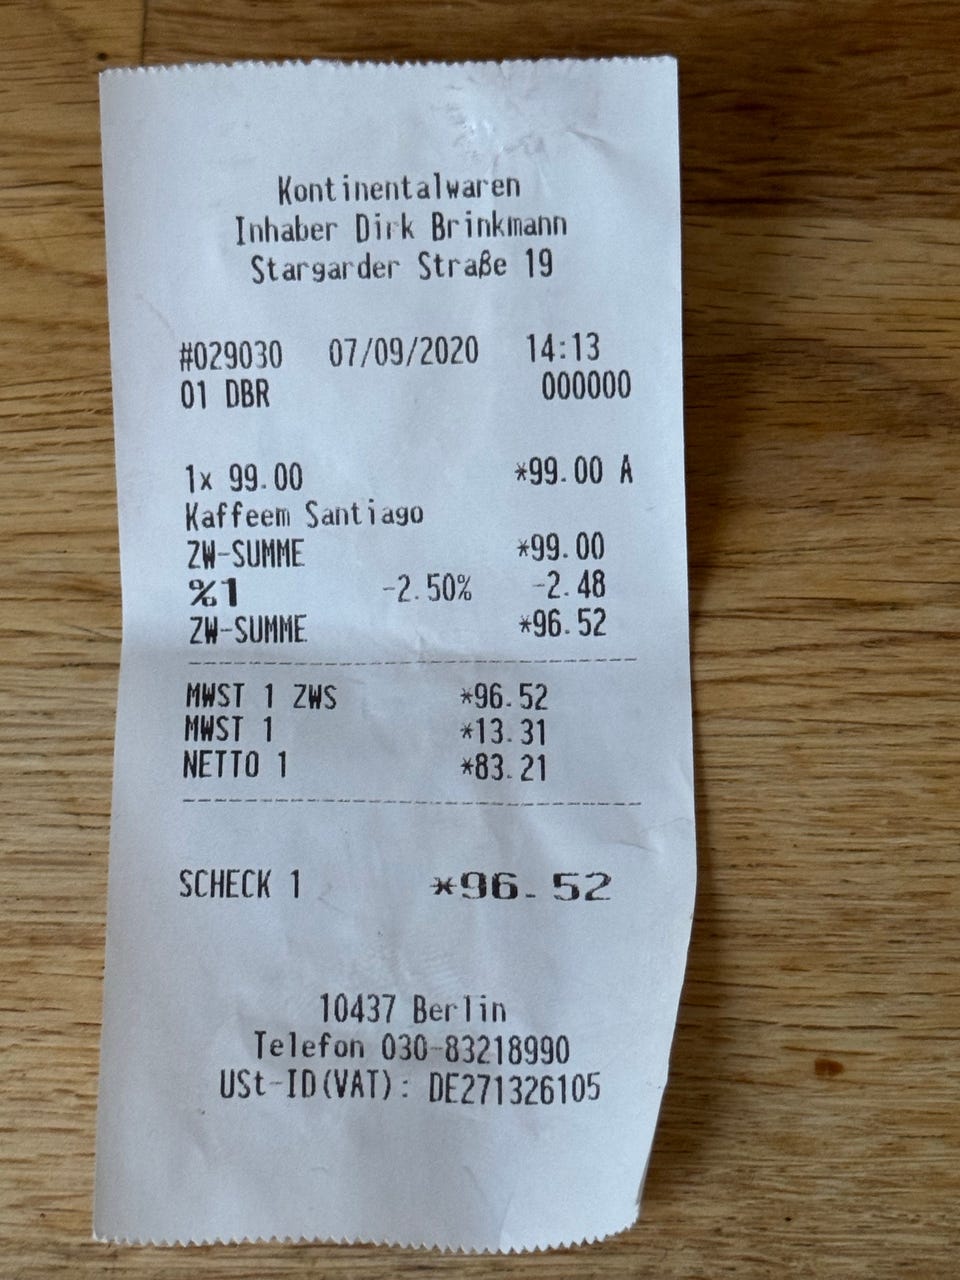 Kontinentalwaren
Inhaber Dirk Brinkmann
Stargarder Straße 19
#029030 07/09/2020 14:13
01 DBR 000000
1x 99.00 *99.00 A
Kaffeem Santiago
ZW-SUMME *99.00
%1 -2.50% -2.48
ZW-SUMME *96.52
MWST 1 ZWS *96.52
MWST 1 *13.31
NETTO 1 *83.21
SCHECK 1 *96.52
10437 Berlin
Telefon 030-83218990
USt-ID(VAT): DE271326105